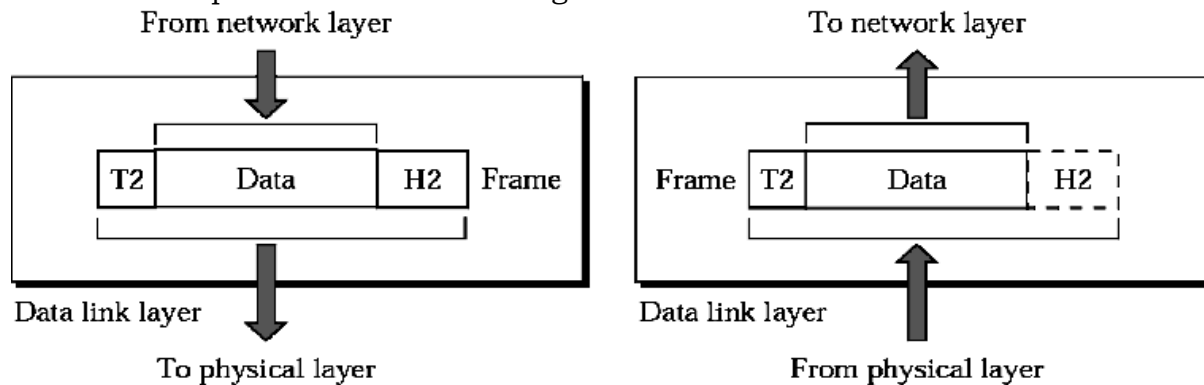 From network layer
To network layer
T2 Data H2 Frame
Frame T2 Data H2
Data link layer
Data link layer
To physical layer
From physical layer